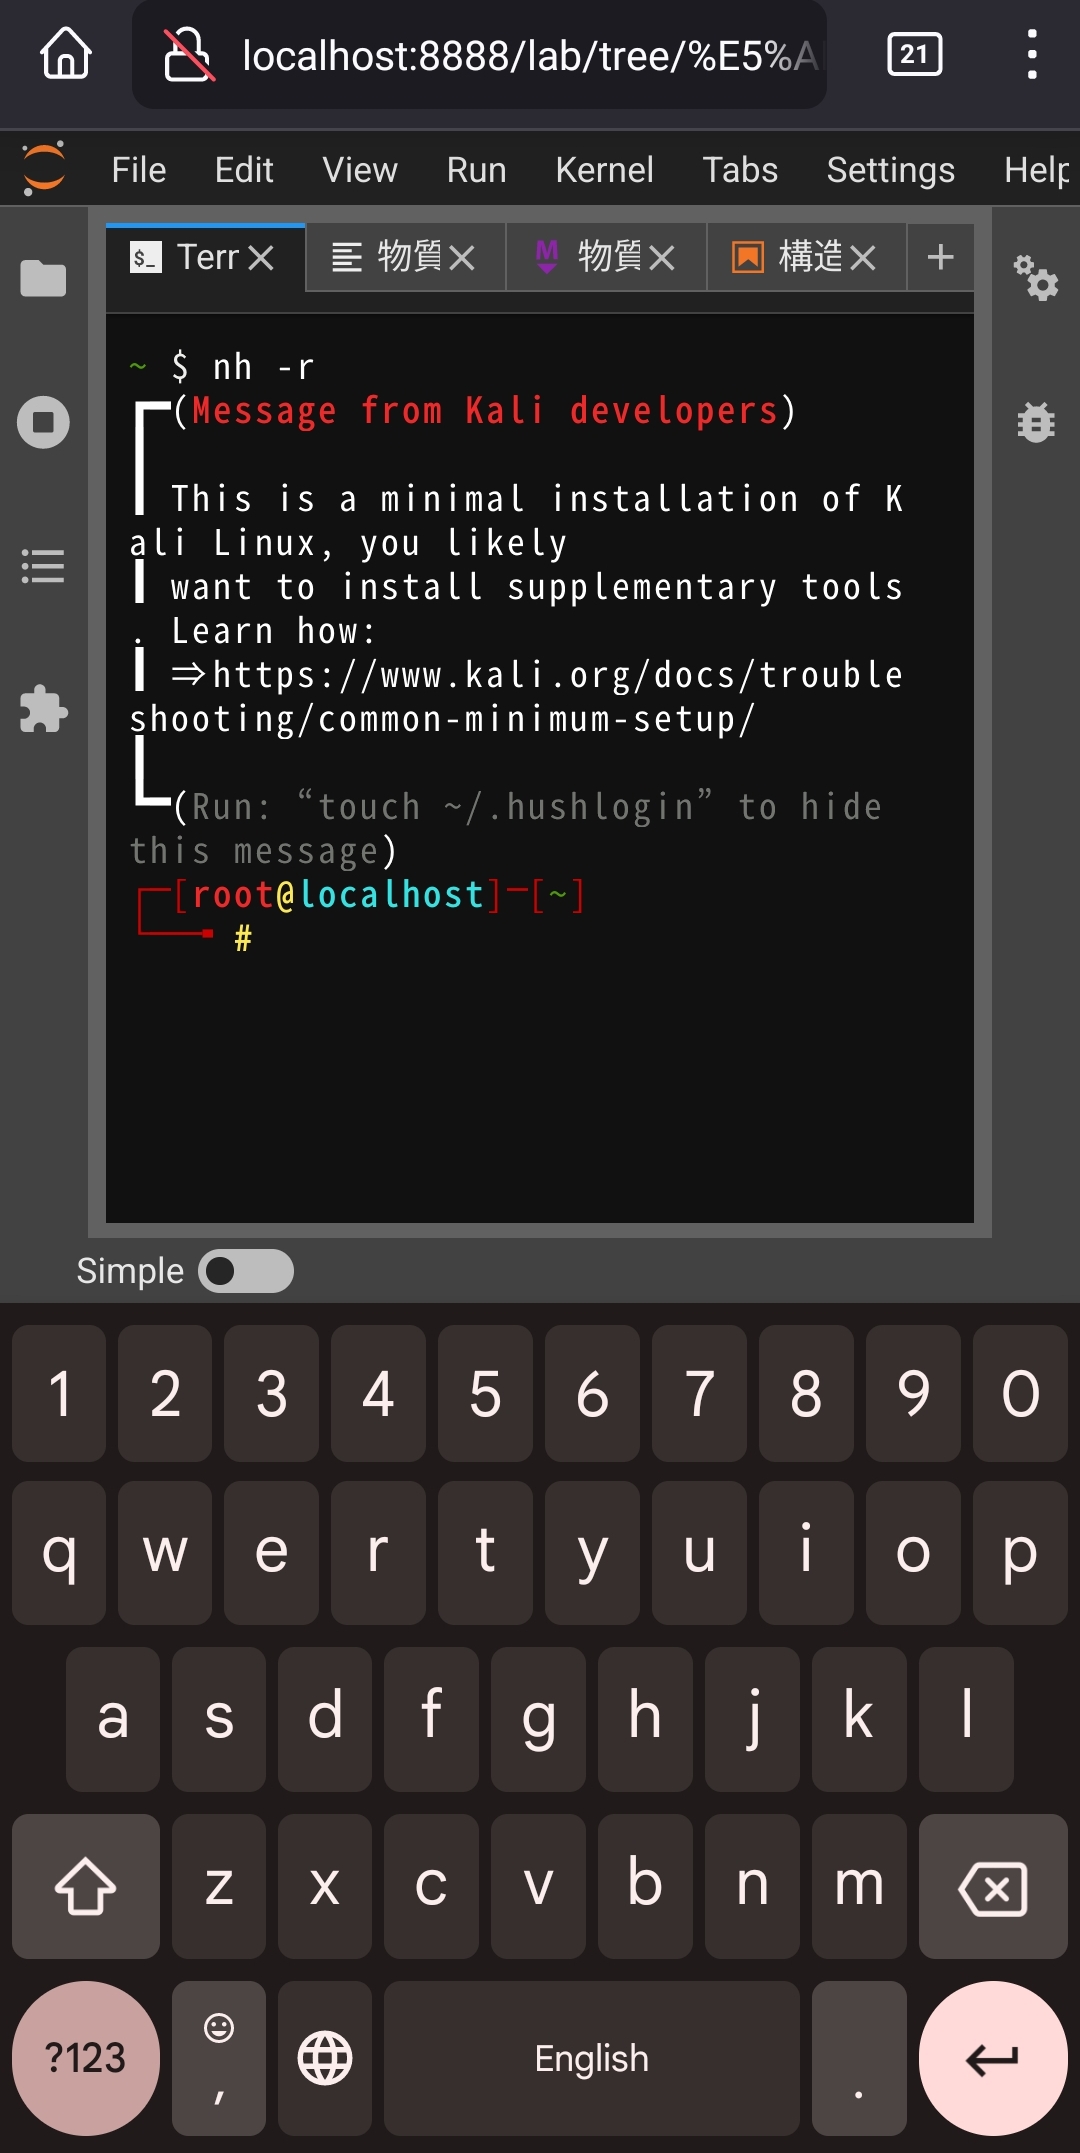 localhost:8888/lab/tree/%E5%A
21
File Edit View Run Kernel Tabs Settings Help
$_ Terr 物質 M 物質 構造 +
~ $ nh -r
(Message from Kali developers)
This is a minimal installation of K
ali Linux, you likely
want to install supplementary tools
. Learn how:
⇒https://www.kali.org/docs/trouble
shooting/common-minimum-setup/
(Run: “touch ~/.hushlogin” to hide
this message)
┌─[root@localhost]─[~]
└──╼ #
Simple
1 2 3 4 5 6 7 8 9 0
q w e r t y u i o p
a s d f g h j k l
z x c v b n m
?123 , English .